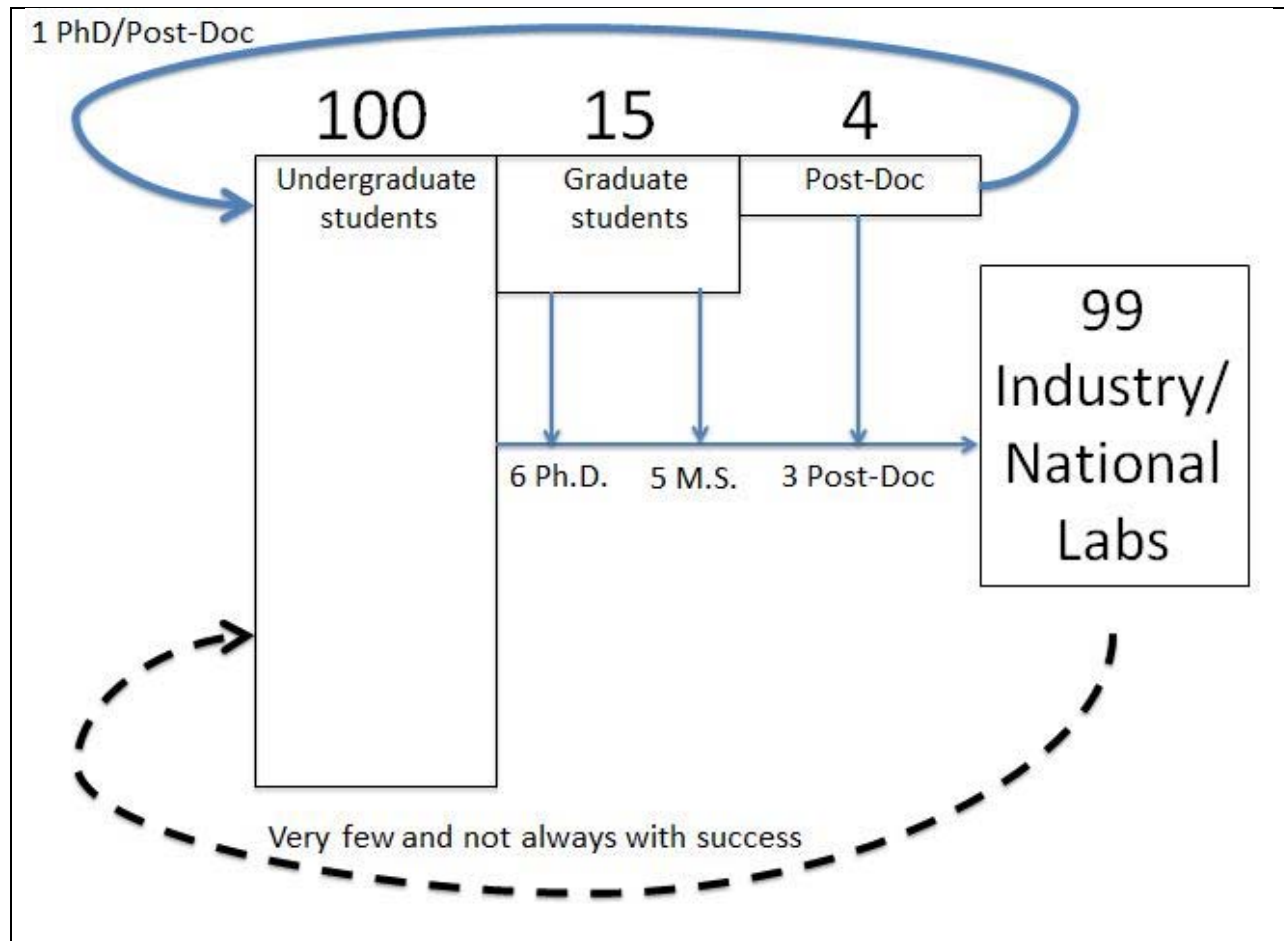 1 PhD/Post-Doc
100
15
4
Undergraduate
students
Graduate
students
Post-Doc
99
Industry/
National
Labs
6 Ph.D.
5 M.S.
3 Post-Doc
Very few and not always with success